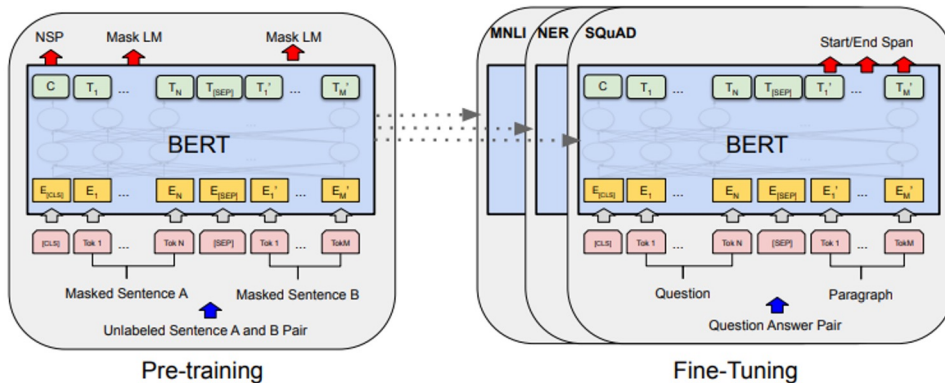 NSP Mask LM Mask LM
C T1 ... TN T[SEP] T1' ... TM'
BERT
E[CLS] E1 ... EN E[SEP] E1' ... EM'
[CLS] Tok 1 ... Tok N [SEP] Tok 1 ... TokM
Masked Sentence A Masked Sentence B
Unlabeled Sentence A and B Pair
Pre-training
MNLI NER SQuAD
Start/End Span
C T1 ... TN T[SEP] T1' ... TM'
BERT
E[CLS] E1 ... EN E[SEP] E1' ... EM'
[CLS] Tok 1 ... Tok N [SEP] Tok 1 ... TokM
Question Paragraph
Question Answer Pair
Fine-Tuning